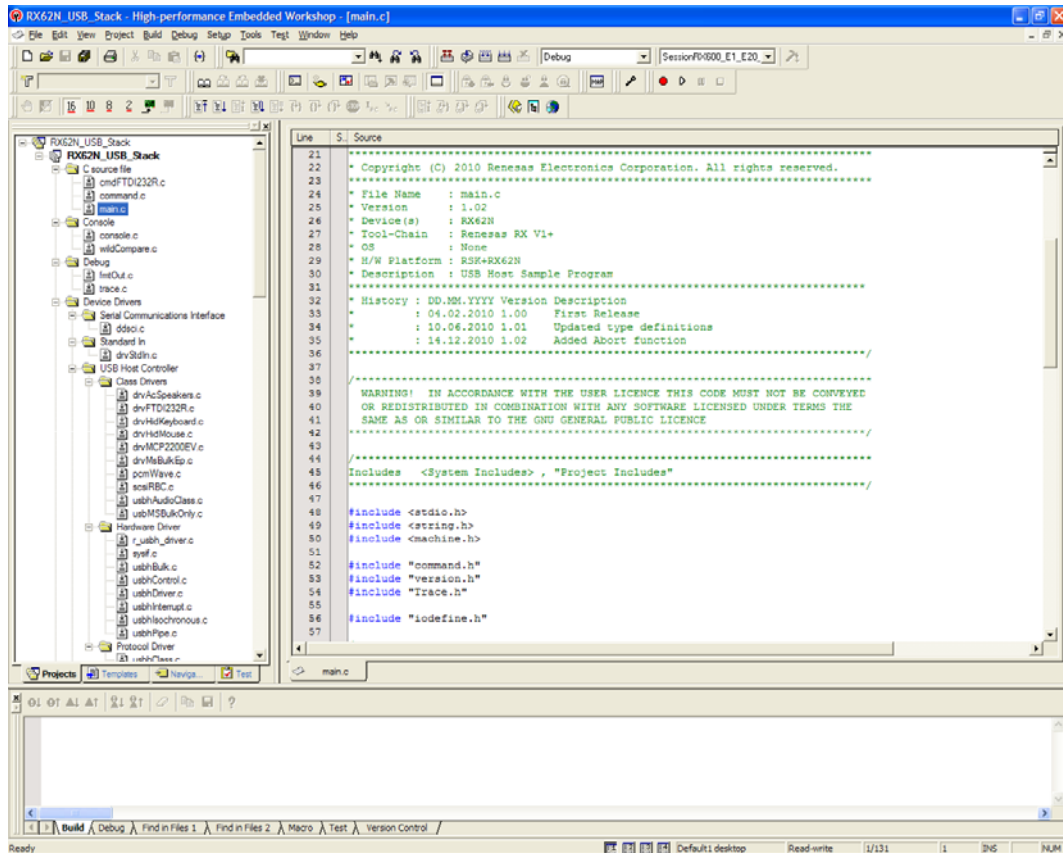 RX62N_USB_Stack - High-performance Embedded Workshop - [main.c]
File Edit View Project Build Debug Setup Tools Test Window Help
Debug
SessionRX600_E1_E20_
16 10 8 2
RX62N_USB_Stack
RX62N_USB_Stack
C source file
cmdFTDI232R.c
command.c
main.c
Console
console.c
wildCompare.c
Debug
fmtOut.c
trace.c
Device Drivers
Serial Communications Interface
ddsci.c
Standard In
drvStdIn.c
USB Host Controller
Class Drivers
drvAcSpeakers.c
drvFTDI232R.c
drvHidKeyboard.c
drvHidMouse.c
drvMCP2200EV.c
drvMsBulkEp.c
pcmWave.c
scsiRBC.c
usbhAudioClass.c
usbMSBulkOnly.c
Hardware Driver
r_usbh_driver.c
sysif.c
usbhBulk.c
usbhControl.c
usbhDriver.c
usbhInterrupt.c
usbhIsochronous.c
usbhPipe.c
Protocol Driver
usbhClass.c
Projects Templates Naviga... Test
Line S.. Source
21 ******************************************************************************
22 * Copyright (C) 2010 Renesas Electronics Corporation. All rights reserved.
23 ******************************************************************************
24 * File Name : main.c
25 * Version : 1.02
26 * Device(s) : RX62N
27 * Tool-Chain : Renesas RX V1+
28 * OS : None
29 * H/W Platform : RSK+RX62N
30 * Description : USB Host Sample Program
31 ******************************************************************************
32 * History : DD.MM.YYYY Version Description
33 * : 04.02.2010 1.00 First Release
34 * : 10.06.2010 1.01 Updated type definitions
35 * : 14.12.2010 1.02 Added Abort function
36 ******************************************************************************/
37
38 /******************************************************************************
39 WARNING! IN ACCORDANCE WITH THE USER LICENCE THIS CODE MUST NOT BE CONVEYED
40 OR REDISTRIBUTED IN COMBINATION WITH ANY SOFTWARE LICENSED UNDER TERMS THE
41 SAME AS OR SIMILAR TO THE GNU GENERAL PUBLIC LICENCE
42 ******************************************************************************/
43
44 /******************************************************************************
45 Includes <System Includes> , "Project Includes"
46 ******************************************************************************/
47
48 #include <stdio.h>
49 #include <string.h>
50 #include <machine.h>
51
52 #include "command.h"
53 #include "version.h"
54 #include "Trace.h"
55
56 #include "iodefine.h"
57
main.c
Build Debug Find in Files 1 Find in Files 2 Macro Test Version Control
Ready
Default1 desktop Read-write 1/131 1 INS NUM